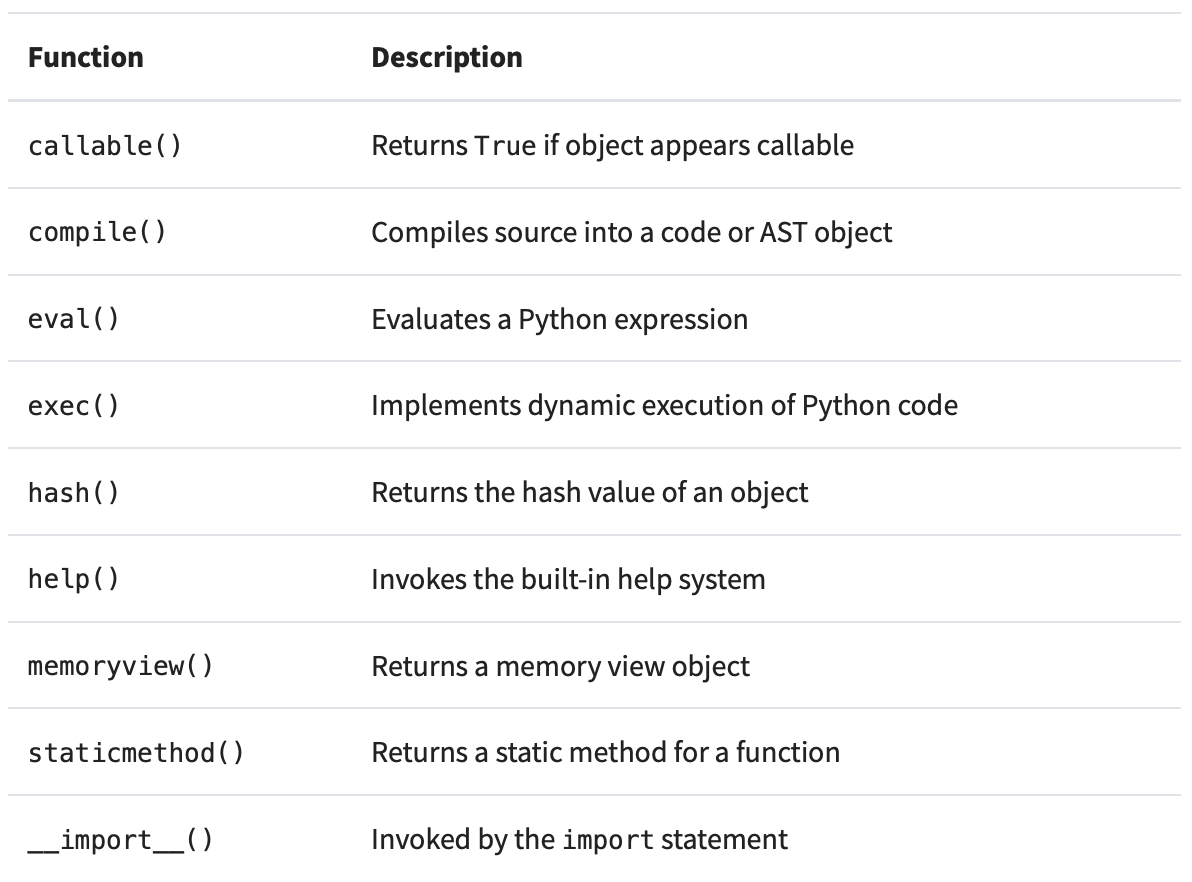 Function Description
callable() Returns True if object appears callable
compile() Compiles source into a code or AST object
eval() Evaluates a Python expression
exec() Implements dynamic execution of Python code
hash() Returns the hash value of an object
help() Invokes the built-in help system
memoryview() Returns a memory view object
staticmethod() Returns a static method for a function
__import__() Invoked by the import statement